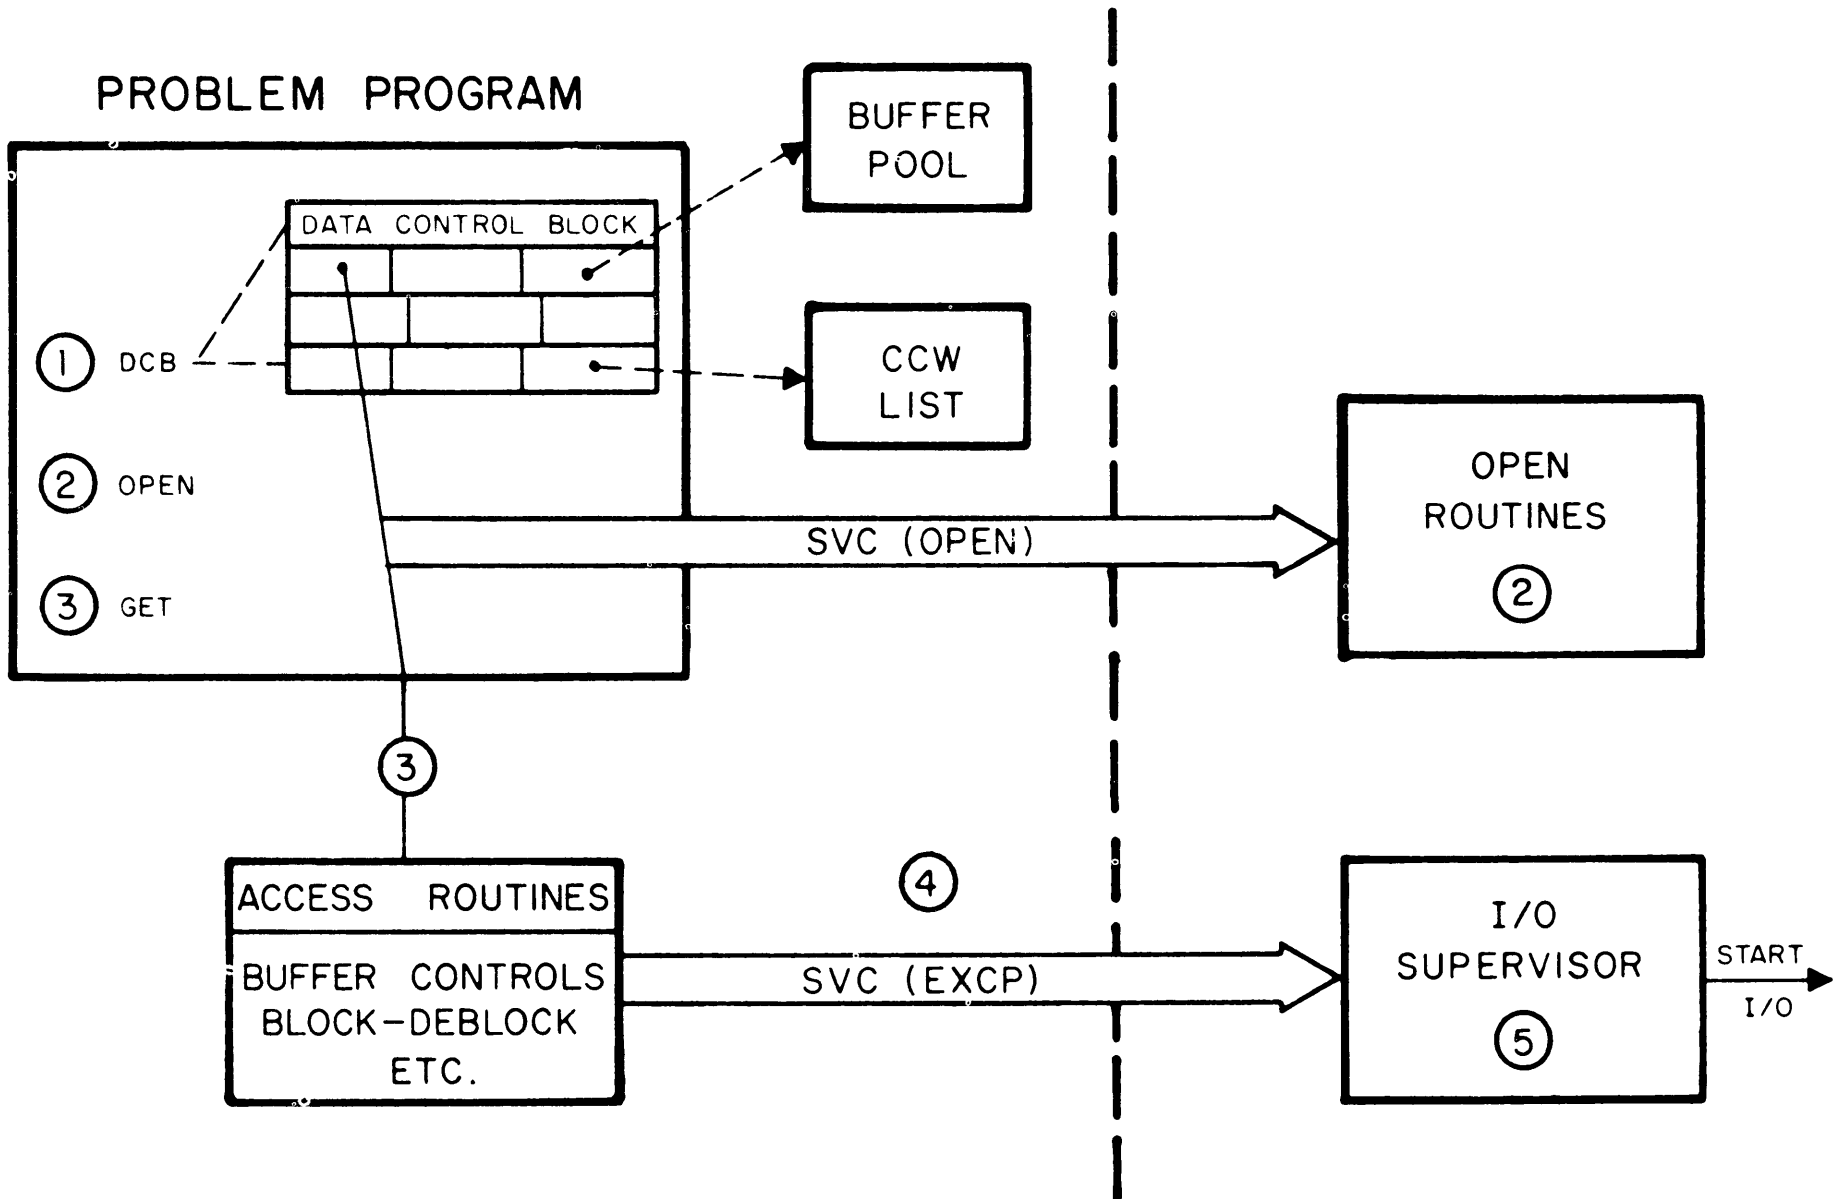 PROBLEM PROGRAM
BUFFER
POOL
DATA CONTROL BLOCK
1 DCB
CCW
LIST
2 OPEN
OPEN
ROUTINES
2
SVC (OPEN)
3 GET
3
4
ACCESS ROUTINES
BUFFER CONTROLS
BLOCK-DEBLOCK
ETC.
SVC (EXCP)
I/O
SUPERVISOR
5
START
I/O